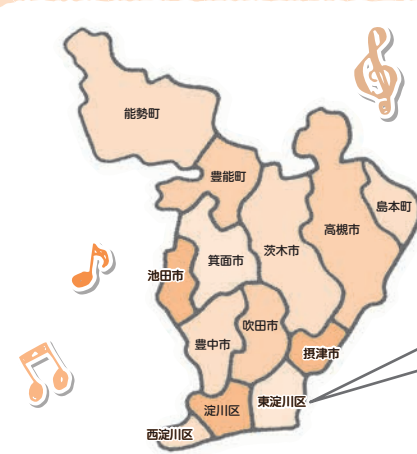 能勢町
豊能町
島本町
高槻市
茨木市
箕面市
池田市
吹田市
豊中市
摂津市
東淀川区
淀川区
西淀川区